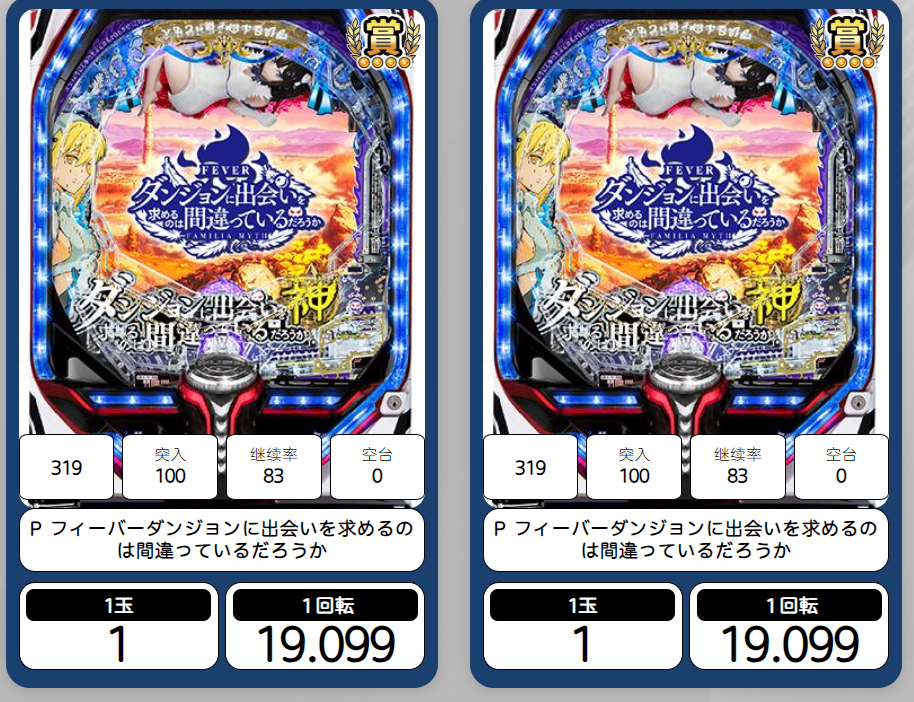 賞
FEVER
ダンジョンに出会いを
求める
のは
間違っている
だろうか
FAMILIA MYTH
ダンジョンに出会い
神
求める
のは
間違っている
だろうか
319
突入
100
继续率
83
空台
0
P フィーバーダンジョンに出会いを求めるの
は間違っているだろうか
1玉
1
1回転
19.099
賞
FEVER
ダンジョンに出会いを
求める
のは
間違っている
だろうか
FAMILIA MYTH
ダンジョンに出会い
神
求める
のは
間違っている
だろうか
319
突入
100
继续率
83
空台
0
P フィーバーダンジョンに出会いを求めるの
は間違っているだろうか
1玉
1
1回転
19.099